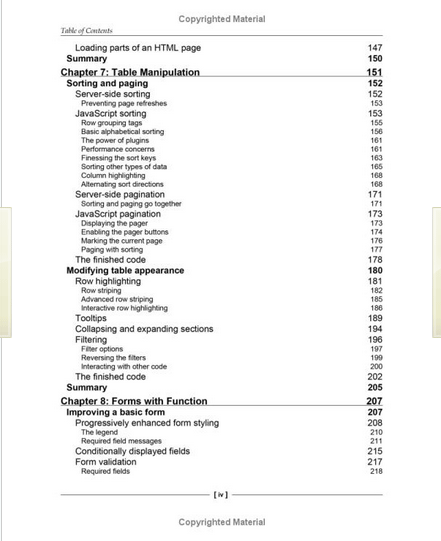 Copyrighted Material
Table of Contents
Loading parts of an HTML page 147
Summary 150
Chapter 7: Table Manipulation 151
Sorting and paging 152
Server-side sorting 152
Preventing page refreshes 153
JavaScript sorting 153
Row grouping tags 155
Basic alphabetical sorting 156
The power of plugins 161
Performance concerns 161
Finessing the sort keys 163
Sorting other types of data 165
Column highlighting 168
Alternating sort directions 168
Server-side pagination 171
Sorting and paging go together 171
JavaScript pagination 173
Displaying the pager 173
Enabling the pager buttons 174
Marking the current page 176
Paging with sorting 177
The finished code 178
Modifying table appearance 180
Row highlighting 181
Row striping 182
Advanced row striping 185
Interactive row highlighting 186
Tooltips 189
Collapsing and expanding sections 194
Filtering 196
Filter options 197
Reversing the filters 199
Interacting with other code 200
The finished code 202
Summary 205
Chapter 8: Forms with Function 207
Improving a basic form 207
Progressively enhanced form styling 208
The legend 210
Required field messages 211
Conditionally displayed fields 215
Form validation 217
Required fields 218
[ iv ]
Copyrighted Material